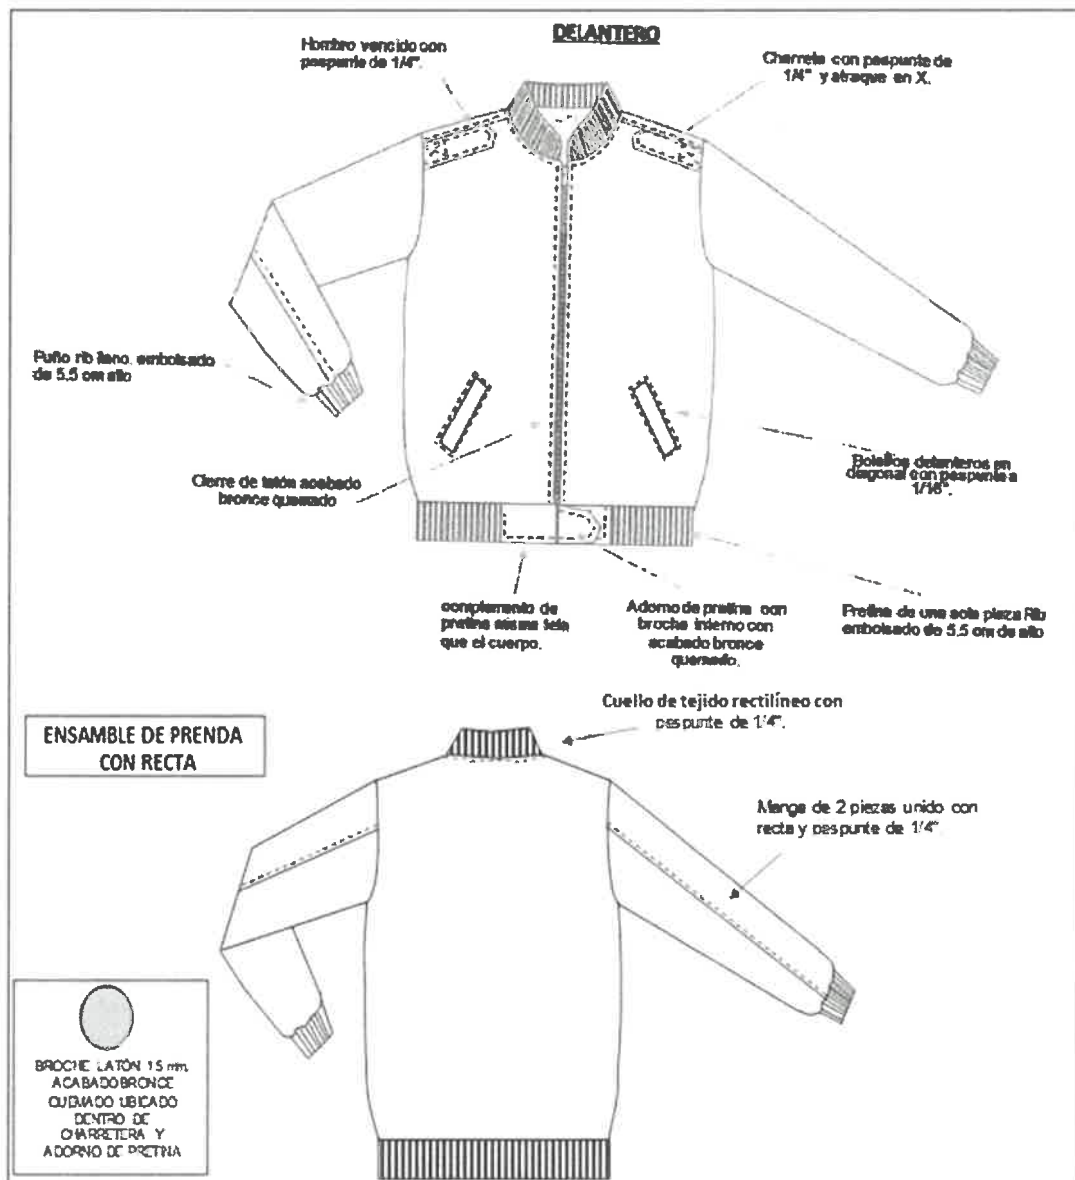 DELANTERO
Hombro vencido con
pespunte de 1/4".
Charreta con pespunte de
1/4" y atraque en X.
Puño rib lleno. embolsado
de 5.5 cm alto
Cierre de latón acabado
bronce quemado
Bolsillos delanteros en
diagonal con pespunte a
1/16".
complemento de
pretina misma tela
que el cuerpo.
Adorno de pretina con
broche interno con
acabado bronce
quemado.
Pretina de una sola pieza Rib
embolsado de 5.5 cm de alto
Cuello de tejido rectilíneo con
pespunte de 1/4".
ENSAMBLE DE PRENDA
CON RECTA
Manga de 2 piezas unido con
recta y pespunte de 1/4".
BROCHE LATÓN 15 mm.
ACABADO BRONCE
QUEMADO UBICADO
DENTRO DE
CHARRETERA Y
ADORNO DE PRETINA